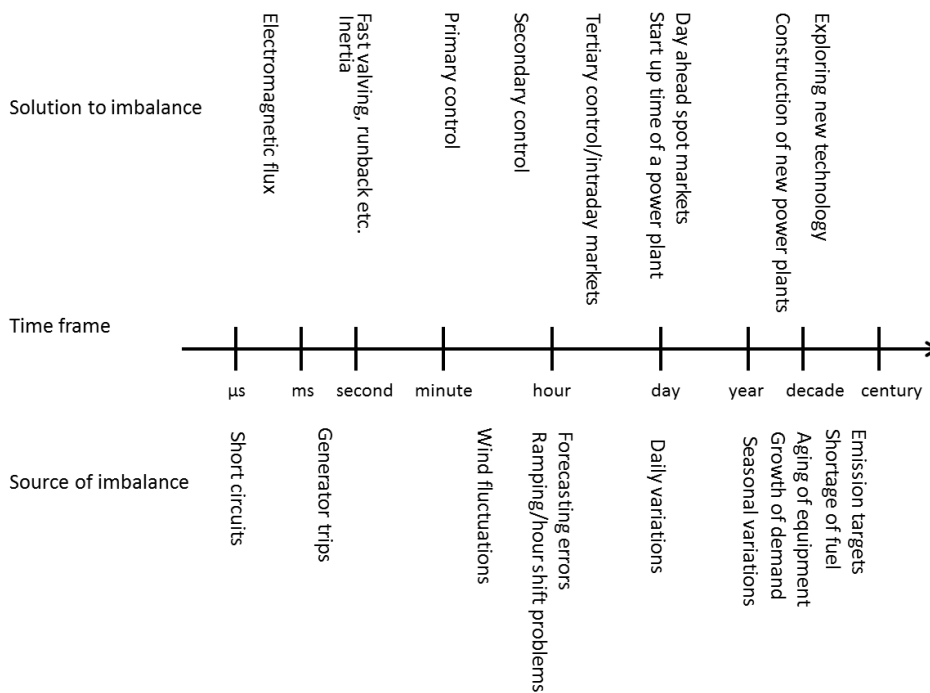 Solution to imbalance
Electromagnetic flux
Fast valving, runback etc.
Inertia
Primary control
Secondary control
Tertiary control/intraday markets
Day ahead spot markets
Start up time of a power plant
Exploring new technology
Construction of new power plants
Time frame
µs
ms
second
minute
hour
day
year
decade
century
Source of imbalance
Short circuits
Generator trips
Wind fluctuations
Forecasting errors
Ramping/hour shift problems
Daily variations
Emission targets
Shortage of fuel
Aging of equipment
Growth of demand
Seasonal variations